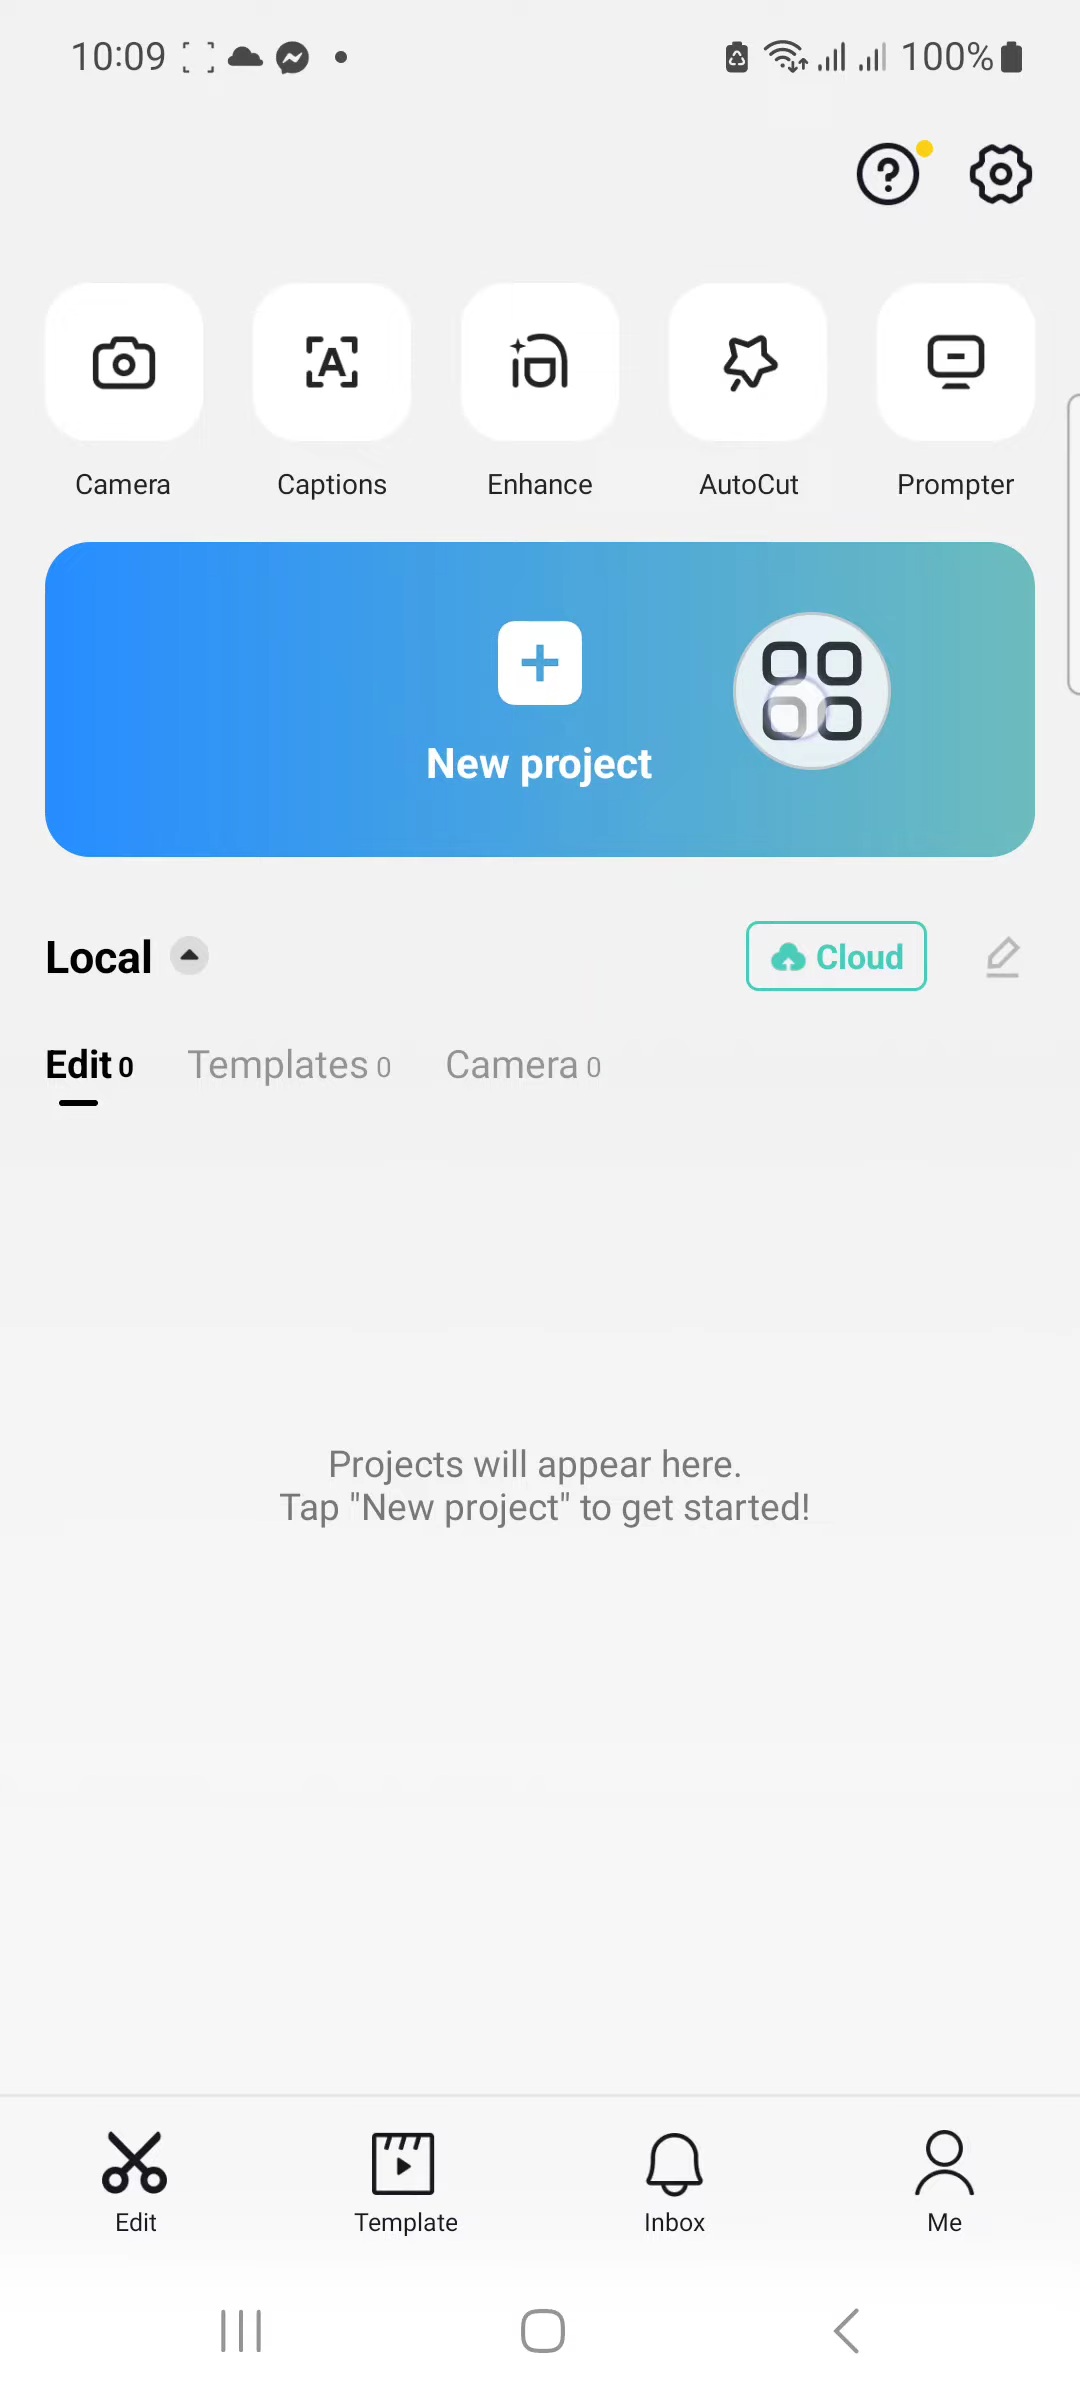 10:09
100%
Camera
Captions
Enhance
AutoCut
Prompter
New project
Local
Cloud
Edit 0
Templates 0
Camera 0
Projects will appear here.
Tap "New project" to get started!
Edit
Template
Inbox
Me